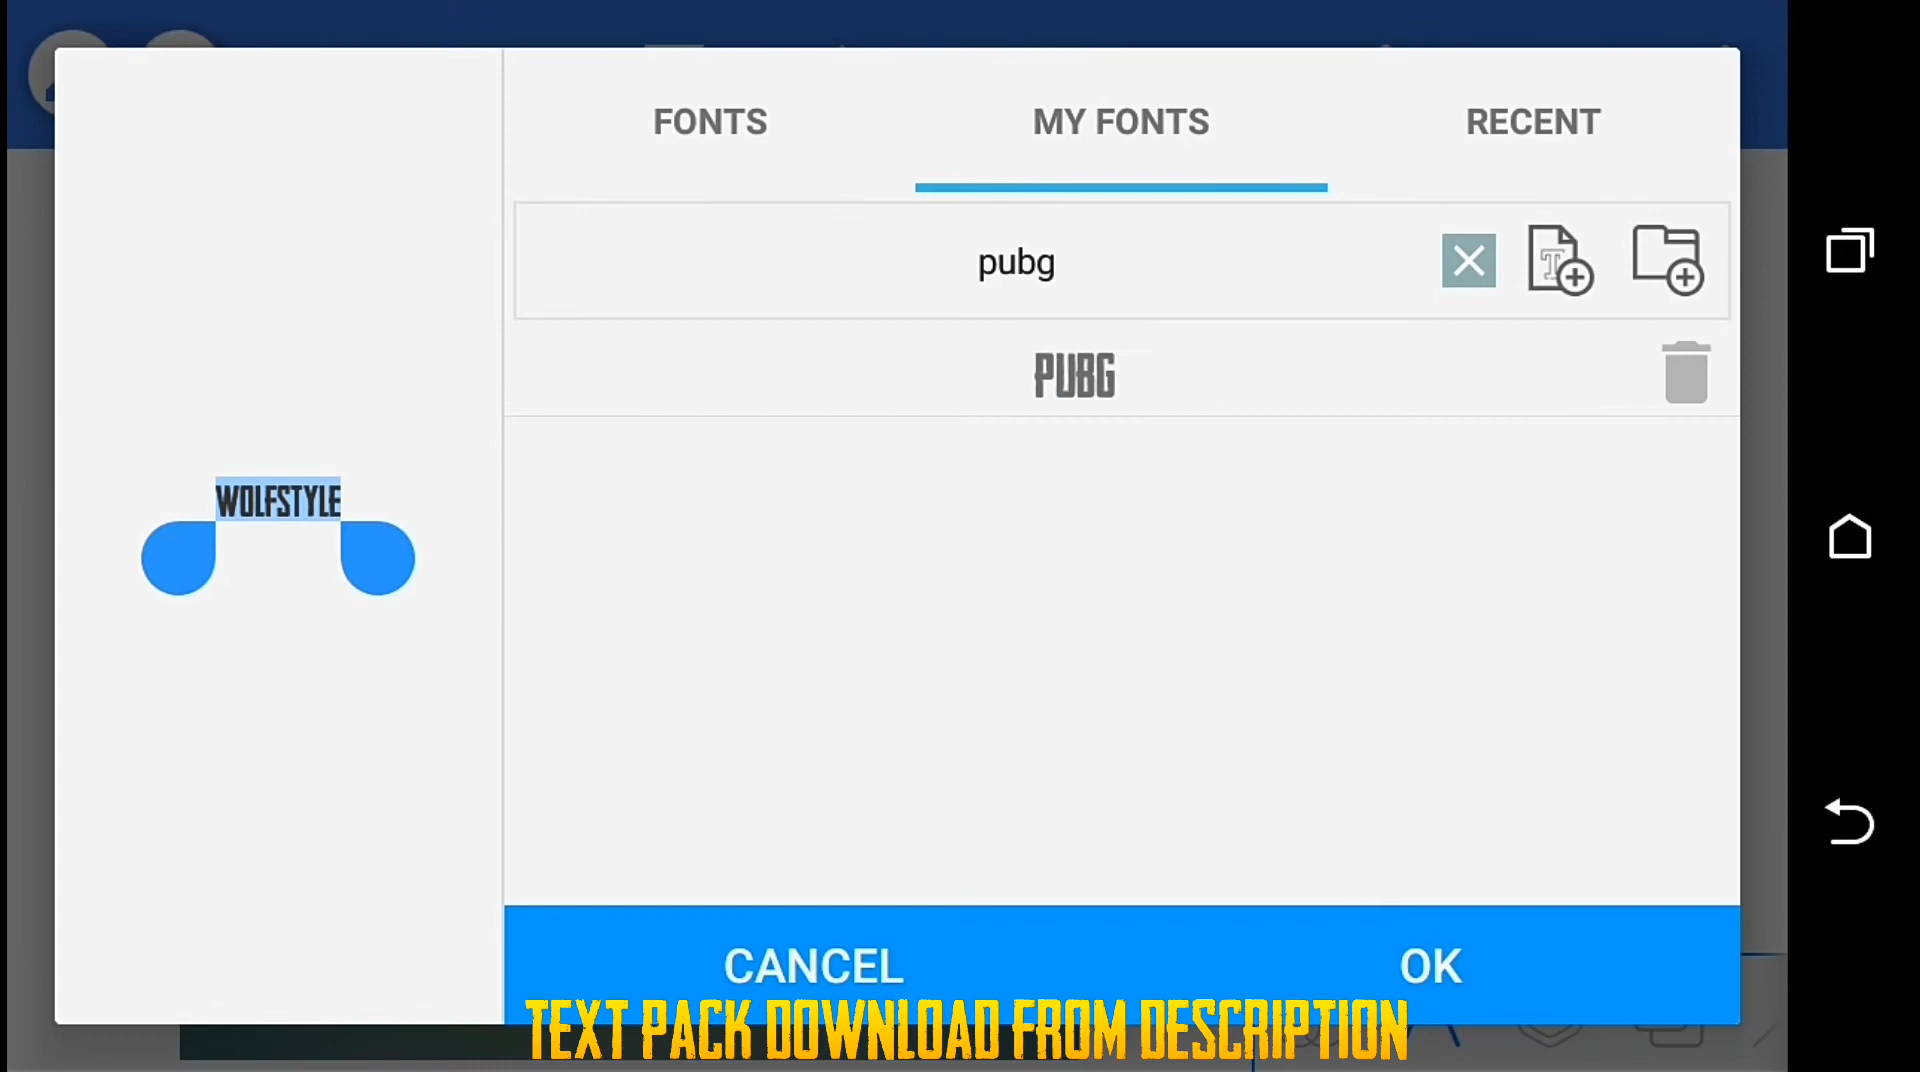 FONTS
MY FONTS
RECENT
pubg
PUBG
WOLFSTYLE
CANCEL
OK
TEXT PACK DOWNLOAD FROM DESCRIPTION